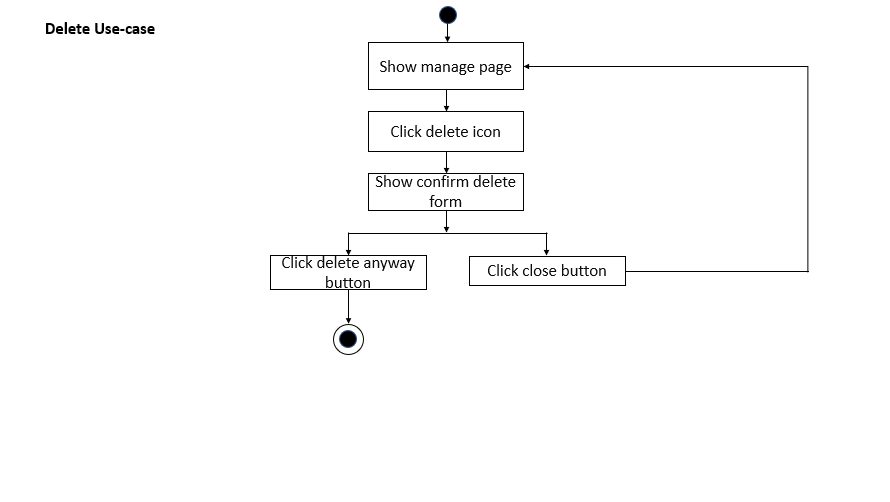 Delete Use-case
Show manage page
Click delete icon
Show confirm delete
form
Click delete anyway
button
Click close button